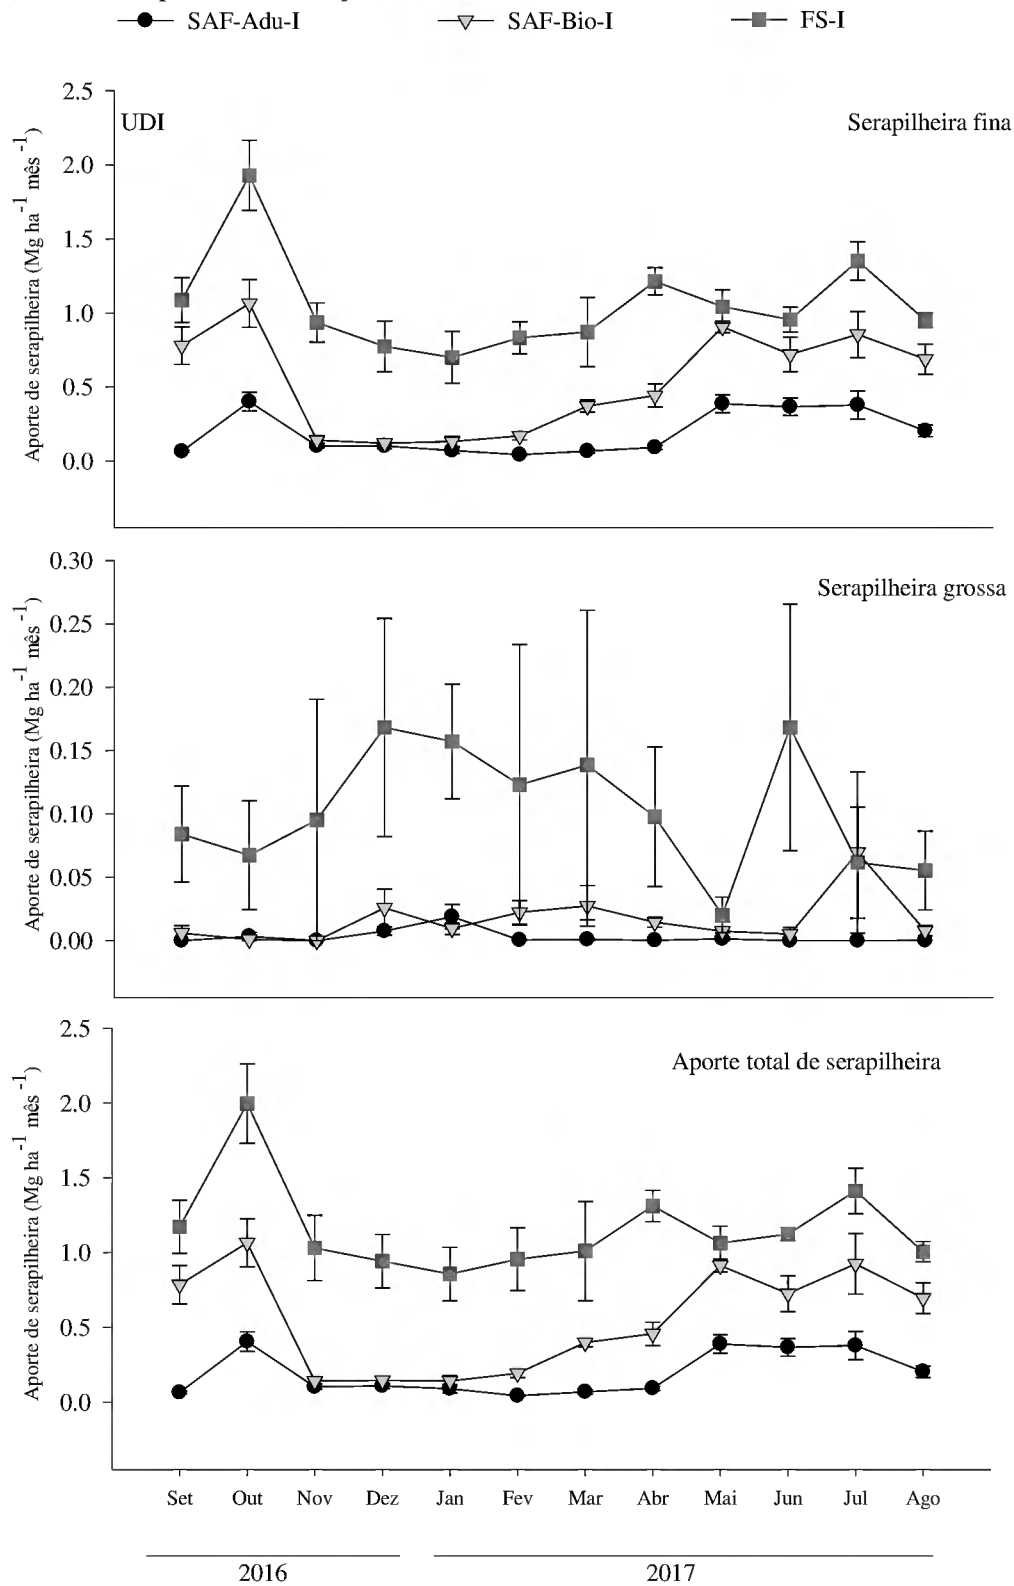 SAF-Adu-I SAF-Bio-I FS-I
UDI Serapilheira fina
Aporte de serapilheira (Mg ha⁻¹ mês⁻¹)
2.5
2.0
1.5
1.0
0.5
0.0
Serapilheira grossa
Aporte de serapilheira (Mg ha⁻¹ mês⁻¹)
0.30
0.25
0.20
0.15
0.10
0.05
0.00
Aporte total de serapilheira
Aporte de serapilheira (Mg ha⁻¹ mês⁻¹)
2.5
2.0
1.5
1.0
0.5
0.0
Set Out Nov Dez Jan Fev Mar Abr Mai Jun Jul Ago
2016 2017